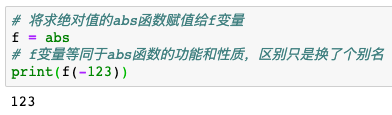 # 将求绝对值的abs函数赋值给f变量
f = abs
# f变量等同于abs函数的功能和性质，区别只是换了个别名
print(f(-123))
123